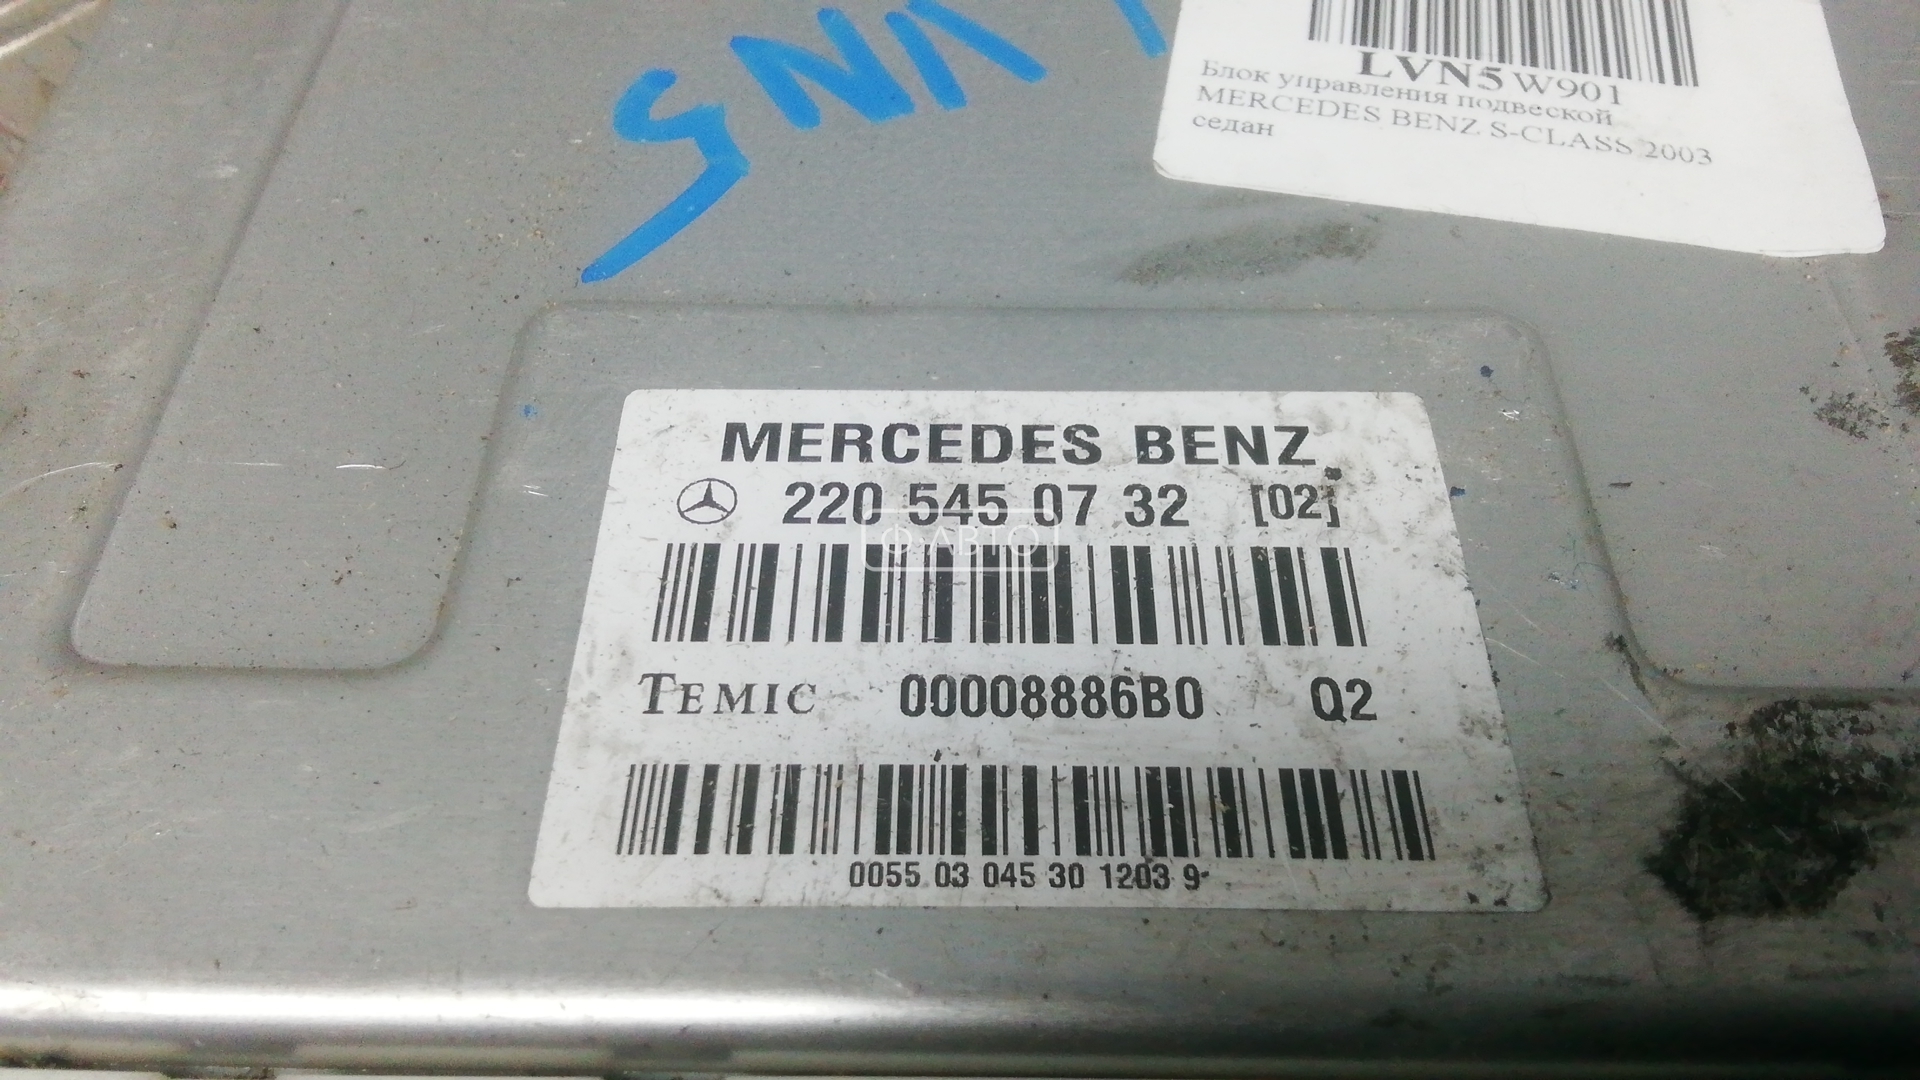 LVN5W901
Блок управления подвеской
MERCEDES BENZ S-CLASS 2003
седан
MERCEDES BENZ
220 545 07 32 [02]
Ф-АВТО
TEMIC 00008886B0 Q2
0055 03 045 30 1203 9